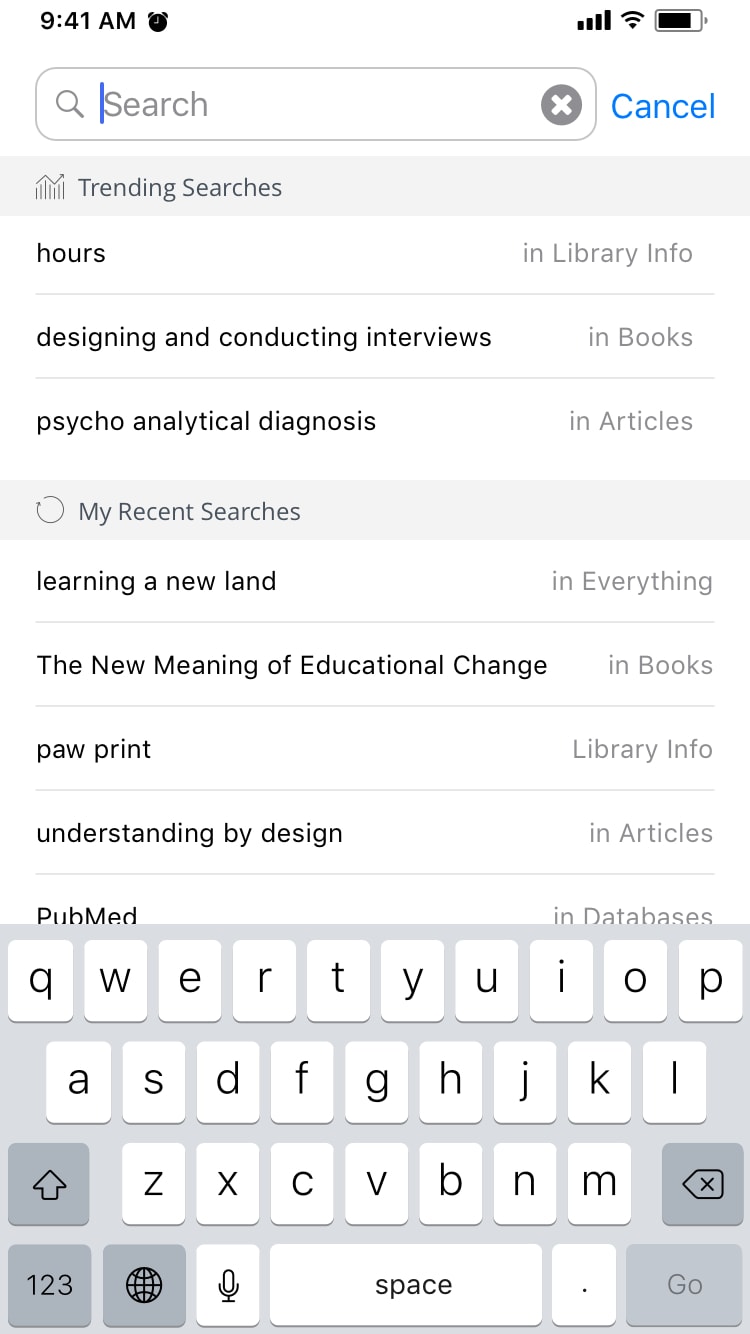 9:41 AM
Search
Cancel
Trending Searches
hours in Library Info
designing and conducting interviews in Books
psycho analytical diagnosis in Articles
My Recent Searches
learning a new land in Everything
The New Meaning of Educational Change in Books
paw print Library Info
understanding by design in Articles
PubMed in Databases
q w e r t y u i o p
a s d f g h j k l
z x c v b n m
123 space . Go